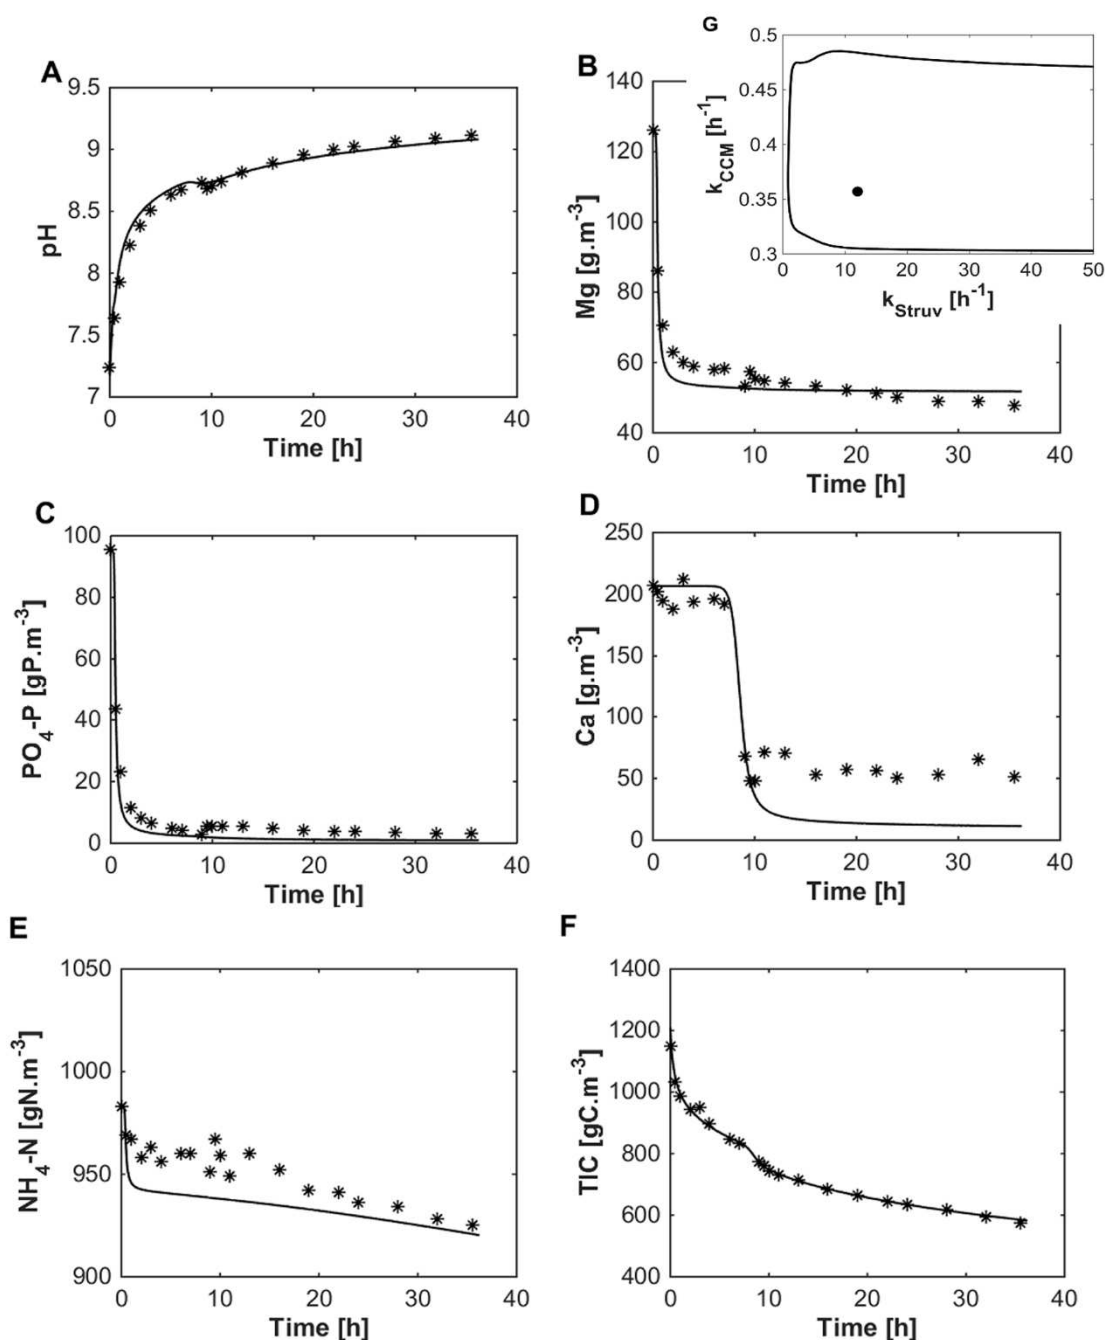 G
0.5
0.45
0.4
0.35
0.3
k_CCM [h⁻¹]
0 10 20 30 40 50
k_Struv [h⁻¹]
A
9.5
9
8.5
8
7.5
7
pH
0 10 20 30 40
Time [h]
B
140
120
100
80
60
40
Mg [g.m⁻³]
0 10 20 30 40
Time [h]
C
100
80
60
40
20
0
PO₄-P [gP.m⁻³]
0 10 20 30 40
Time [h]
D
250
200
150
100
50
0
Ca [g.m⁻³]
0 10 20 30 40
Time [h]
E
1050
1000
950
900
NH₄-N [gN.m⁻³]
0 10 20 30 40
Time [h]
F
1400
1200
1000
800
600
400
TIC [gC.m⁻³]
0 10 20 30 40
Time [h]